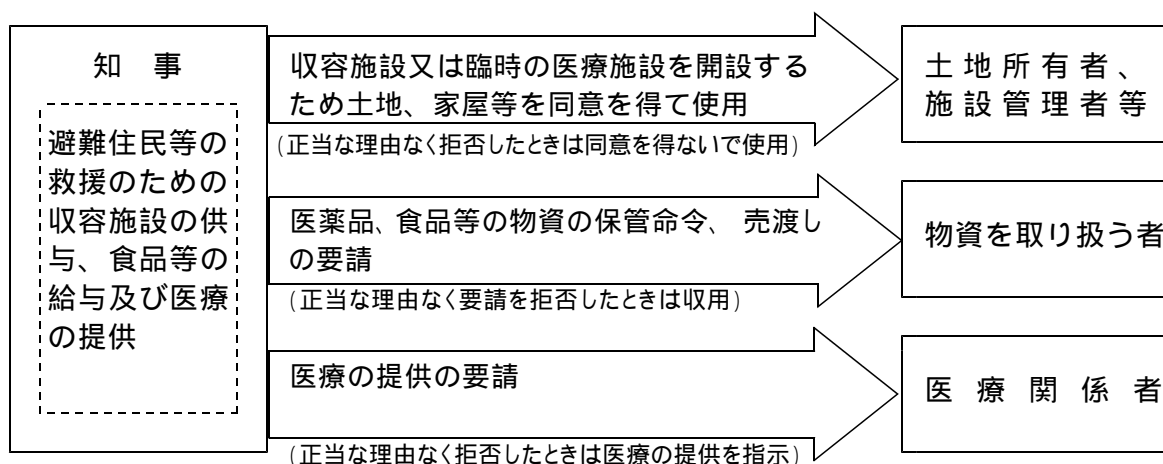 知 事
避難住民等の
救援のための
収容施設の供
与、食品等の
給与及び医療
の提供
収容施設又は臨時の医療施設を開設する
ため土地、家屋等を同意を得て使用
(正当な理由なく拒否したときは同意を得ないで使用)
土地所有者、
施設管理者等
医薬品、食品等の物資の保管命令、 売渡し
の要請
(正当な理由なく要請を拒否したときは収用)
物資を取り扱う者
医療の提供の要請
(正当な理由なく拒否したときは医療の提供を指示)
医 療 関 係 者